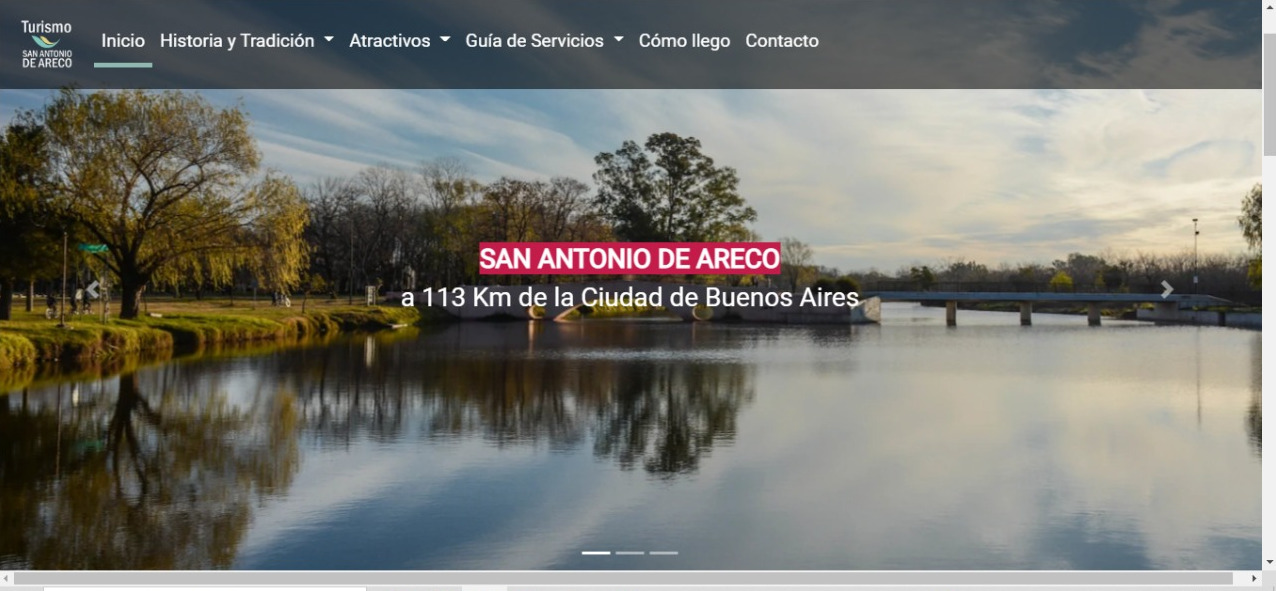 Turismo
SAN ANTONIO
DE ARECO
Inicio Historia y Tradición Atractivos Guía de Servicios Cómo llego Contacto
SAN ANTONIO DE ARECO
a 113 Km de la Ciudad de Buenos Aires